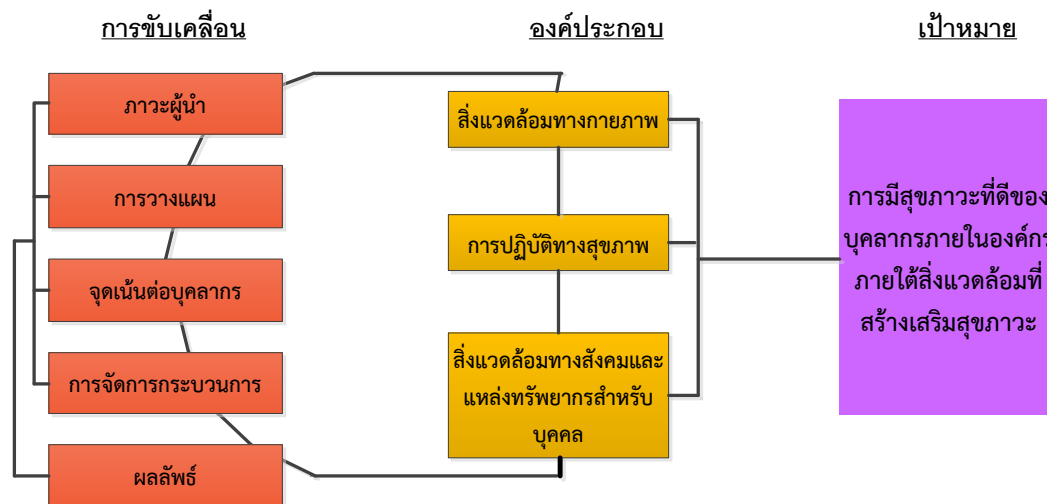 การขับเคลื่อน
องค์ประกอบ
เป้าหมาย
ภาวะผู้นำ
การวางแผน
จุดเน้นต่อบุคลากร
การจัดการกระบวนการ
ผลลัพธ์
สิ่งแวดล้อมทางกายภาพ
การปฏิบัติทางสุขภาพ
สิ่งแวดล้อมทางสังคมและ
แหล่งทรัพยากรสำหรับ
บุคคล
การมีสุขภาวะที่ดีของ
บุคลากรภายในองค์กร
ภายใต้สิ่งแวดล้อมที่
สร้างเสริมสุขภาวะ